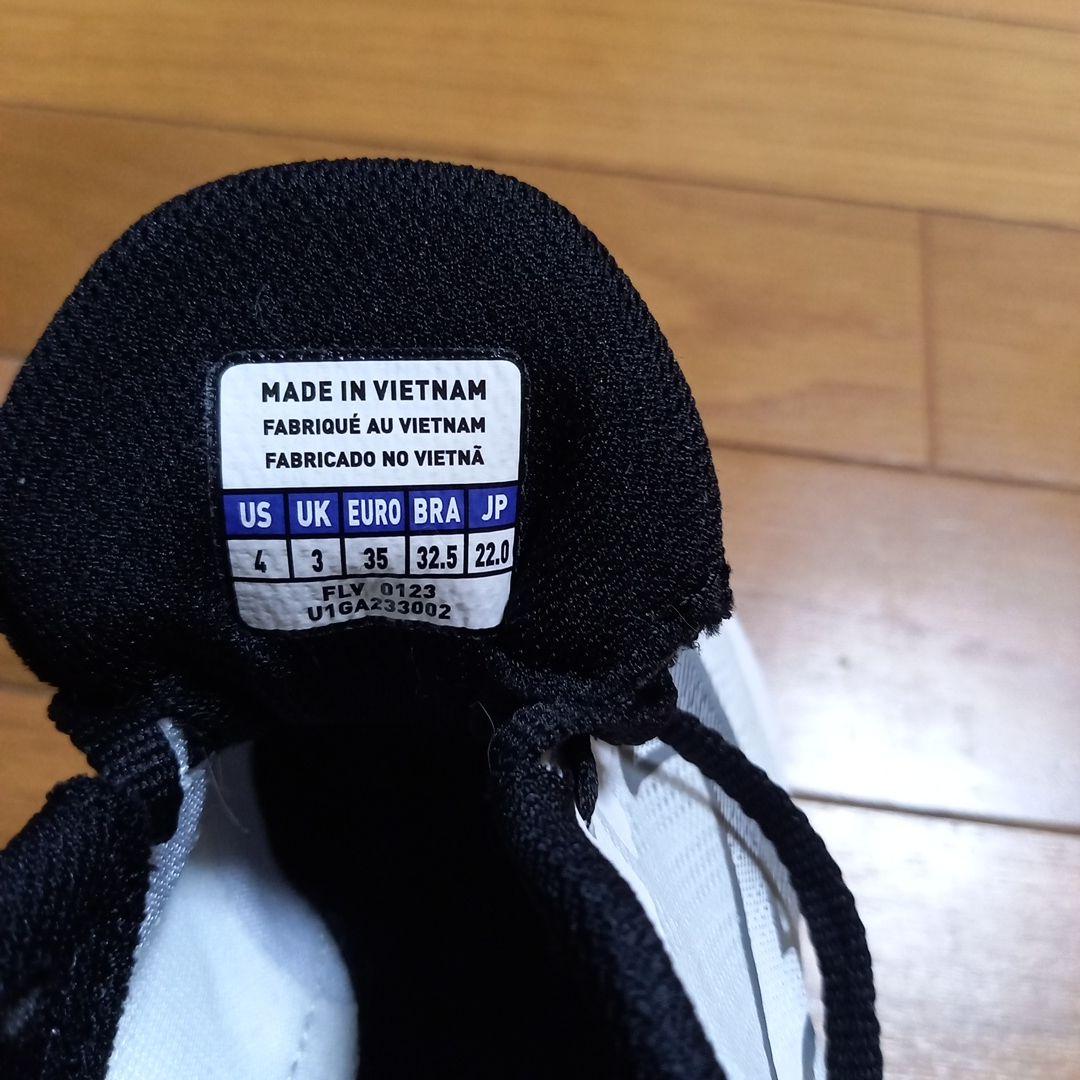 MADE IN VIETNAM
FABRIQUÉ AU VIETNAM
FABRICADO NO VIETNÃ
US UK EURO BRA JP
4 3 35 32.5 22.0
FLV 0123
U1GA233002